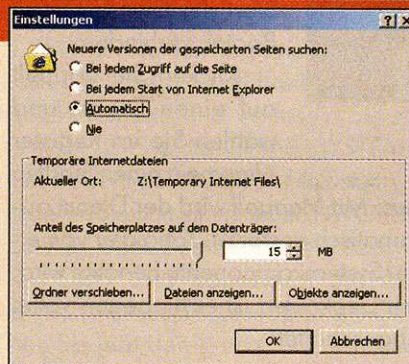 Einstellungen
Neuere Versionen der gespeicherten Seiten suchen:
Bei jedem Zugriff auf die Seite
Bei jedem Start von Internet Explorer
Automatisch
Nie
Temporäre Internetdateien
Aktueller Ort: Z:\Temporary Internet Files\
Anteil des Speicherplatzes auf dem Datenträger:
15 MB
Ordner verschieben... Dateien anzeigen... Objekte anzeigen...
OK Abbrechen